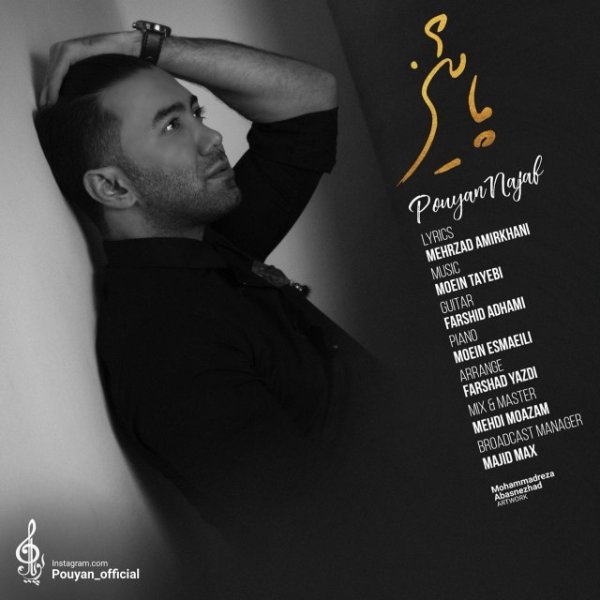 پاییز
Pouyan Najaf
LYRICS
MEHRZAD AMIRKHANI
MUSIC
MOEIN TAYEBI
GUITAR
FARSHID ADHAMI
PIANO
MOEIN ESMAEILI
ARRANGE
FARSHAD YAZDI
MIX & MASTER
MEHDI MOAZAM
BROADCAST MANAGER
MAJID MAX
Mohammadreza
Abasnezhad
ARTWORK
Instagram.com
Pouyan_official